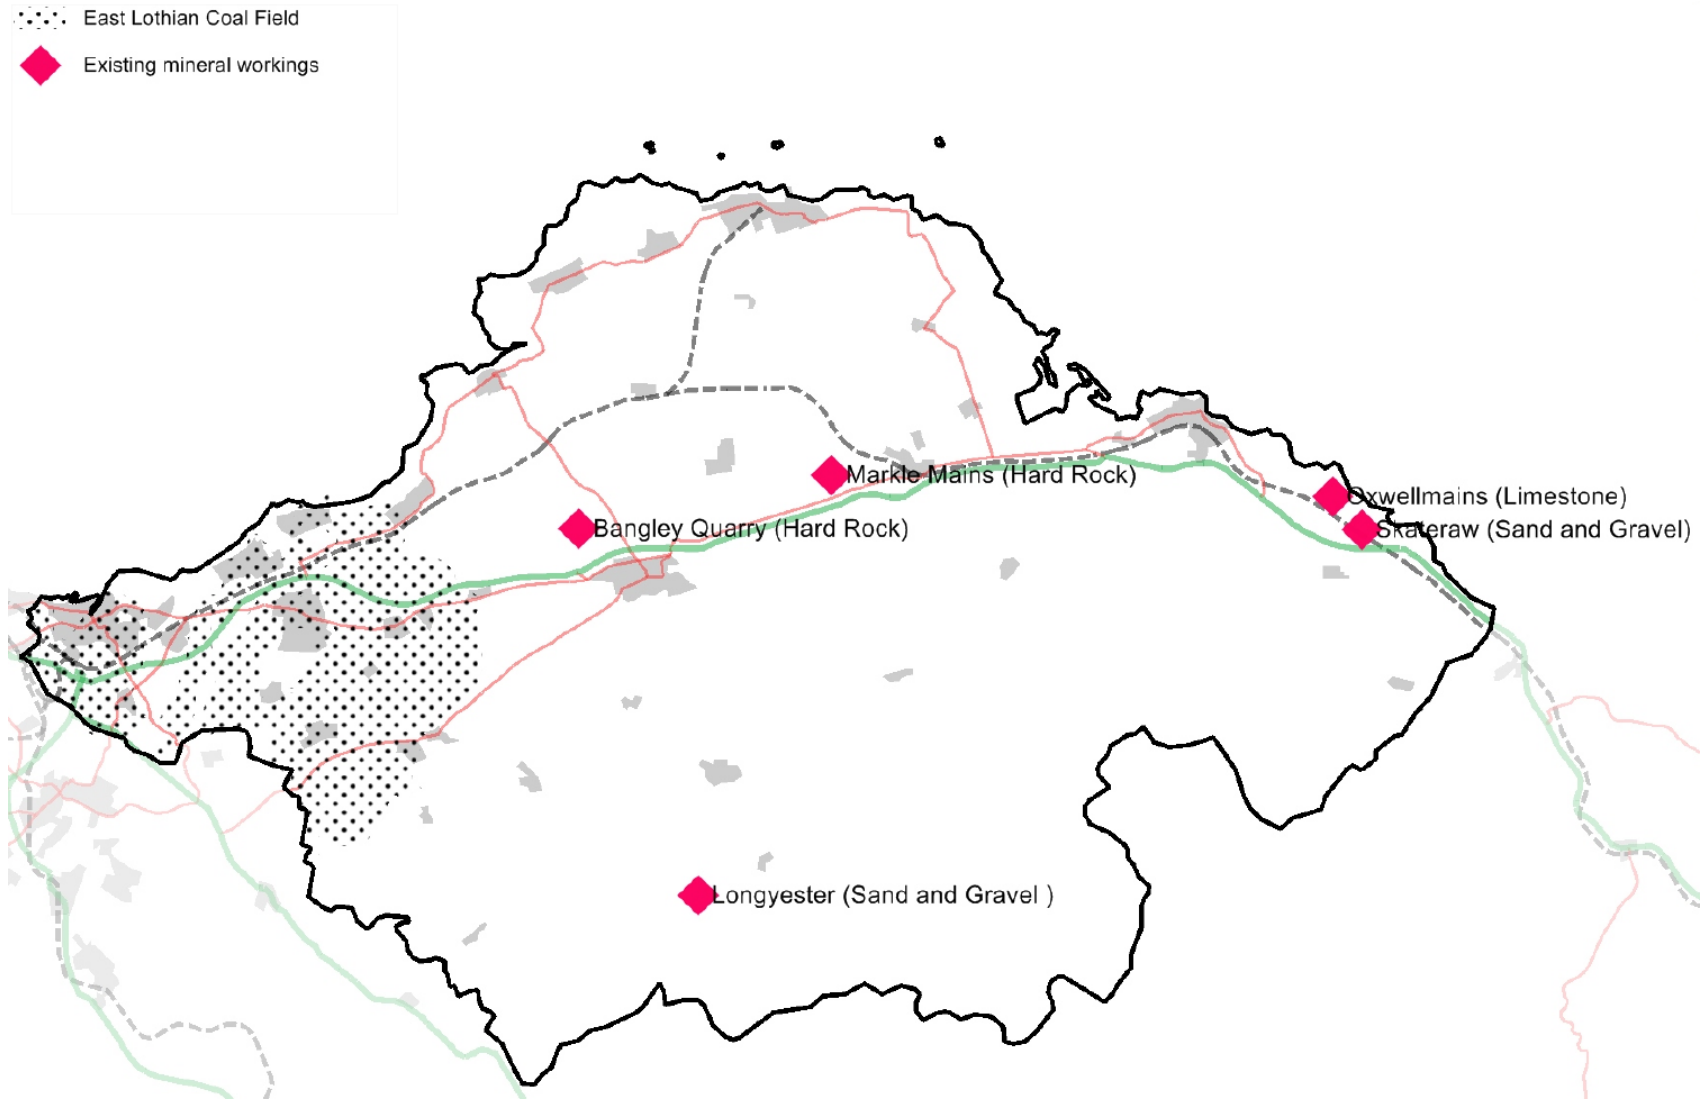 East Lothian Coal Field
Existing mineral workings
Markle Mains (Hard Rock)
Oxwellmains (Limestone)
Bangley Quarry (Hard Rock)
Skateraw (Sand and Gravel)
Longyester (Sand and Gravel )